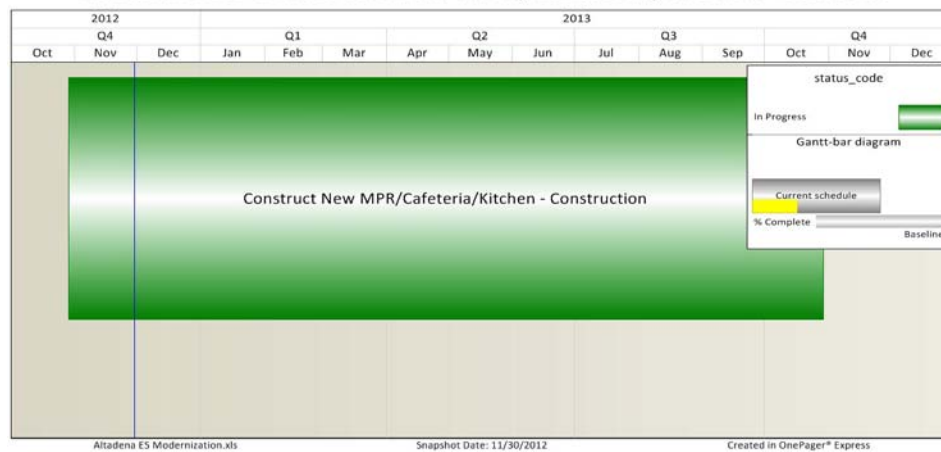 2012 2013
Q4 Q1 Q2 Q3 Q4
Oct Nov Dec Jan Feb Mar Apr May Jun Jul Aug Sep Oct Nov Dec
status_code
In Progress
Gantt-bar diagram
Construct New MPR/Cafeteria/Kitchen - Construction
Current schedule
% Complete
Baseline
Altadena ES Modernization.xls Snapshot Date: 11/30/2012 Created in OnePager® Express